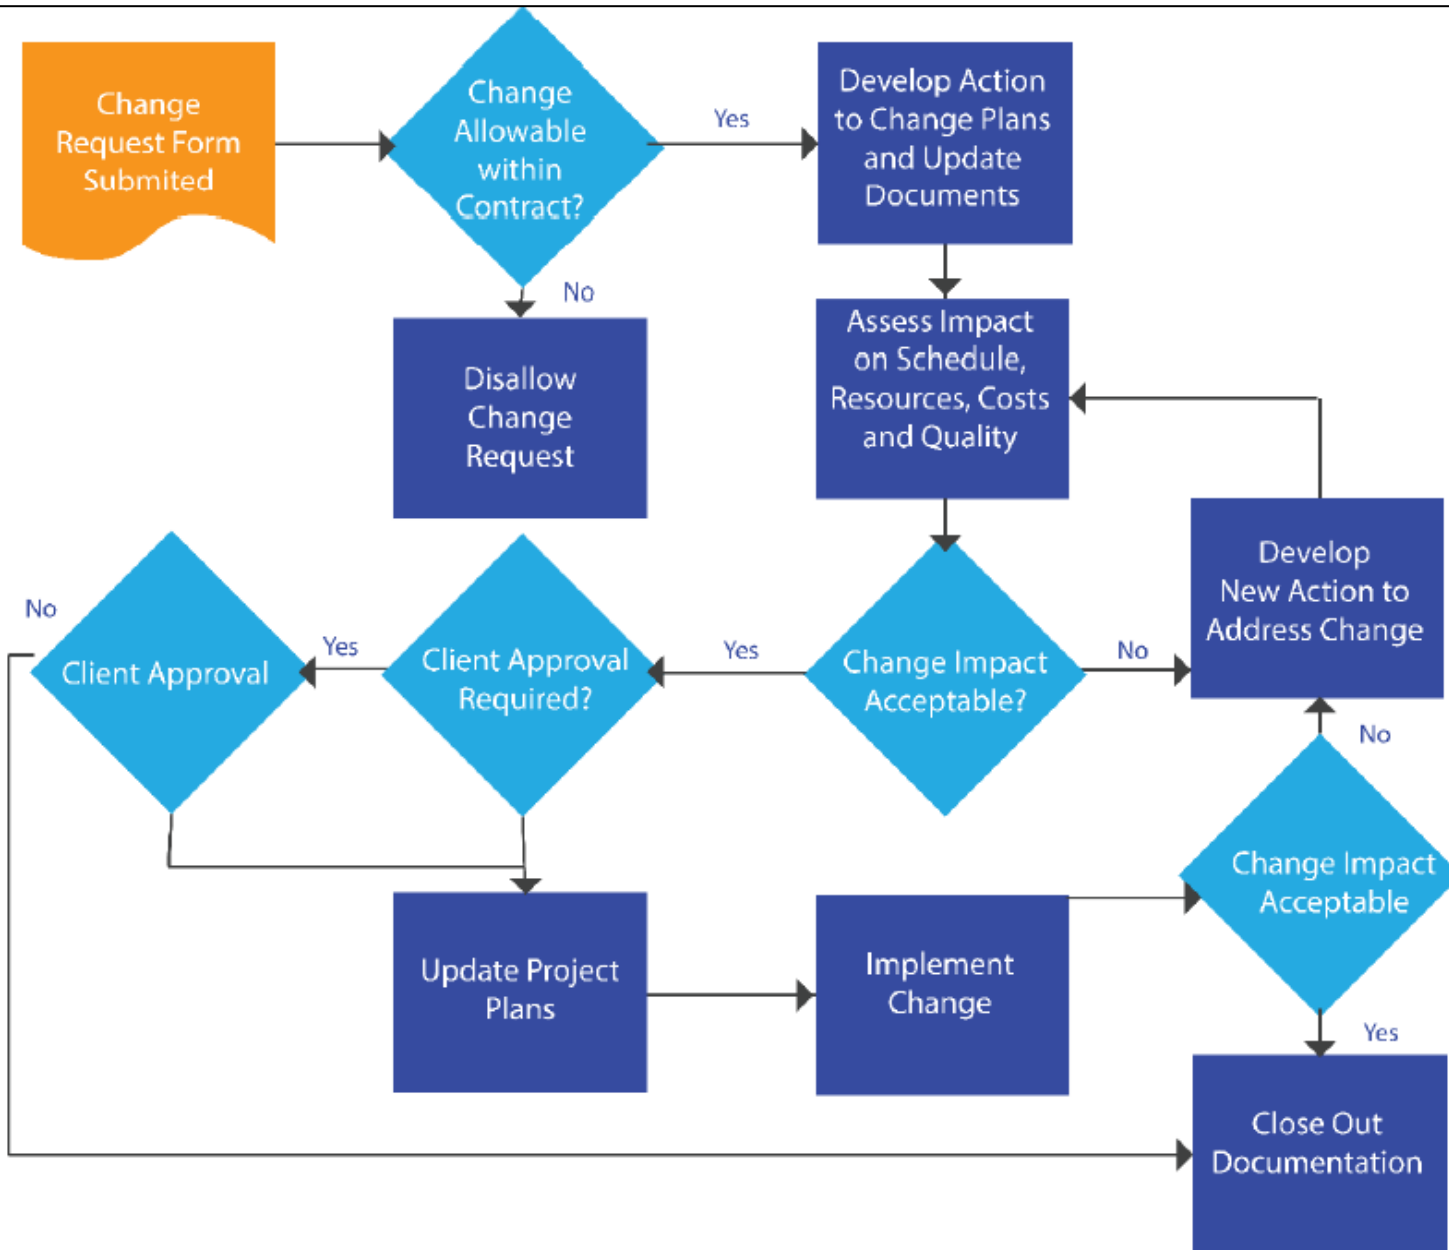 Change
Request Form
Submited
Change
Allowable
within
Contract?
Yes
Develop Action
to Change Plans
and Update
Documents
No
Disallow
Change
Request
Assess Impact
on Schedule,
Resources, Costs
and Quality
Develop
New Action to
Address Change
No
Client Approval
Yes
Client Approval
Required?
Yes
Change Impact
Acceptable?
No
No
Change Impact
Acceptable
Update Project
Plans
Implement
Change
Yes
Close Out
Documentation